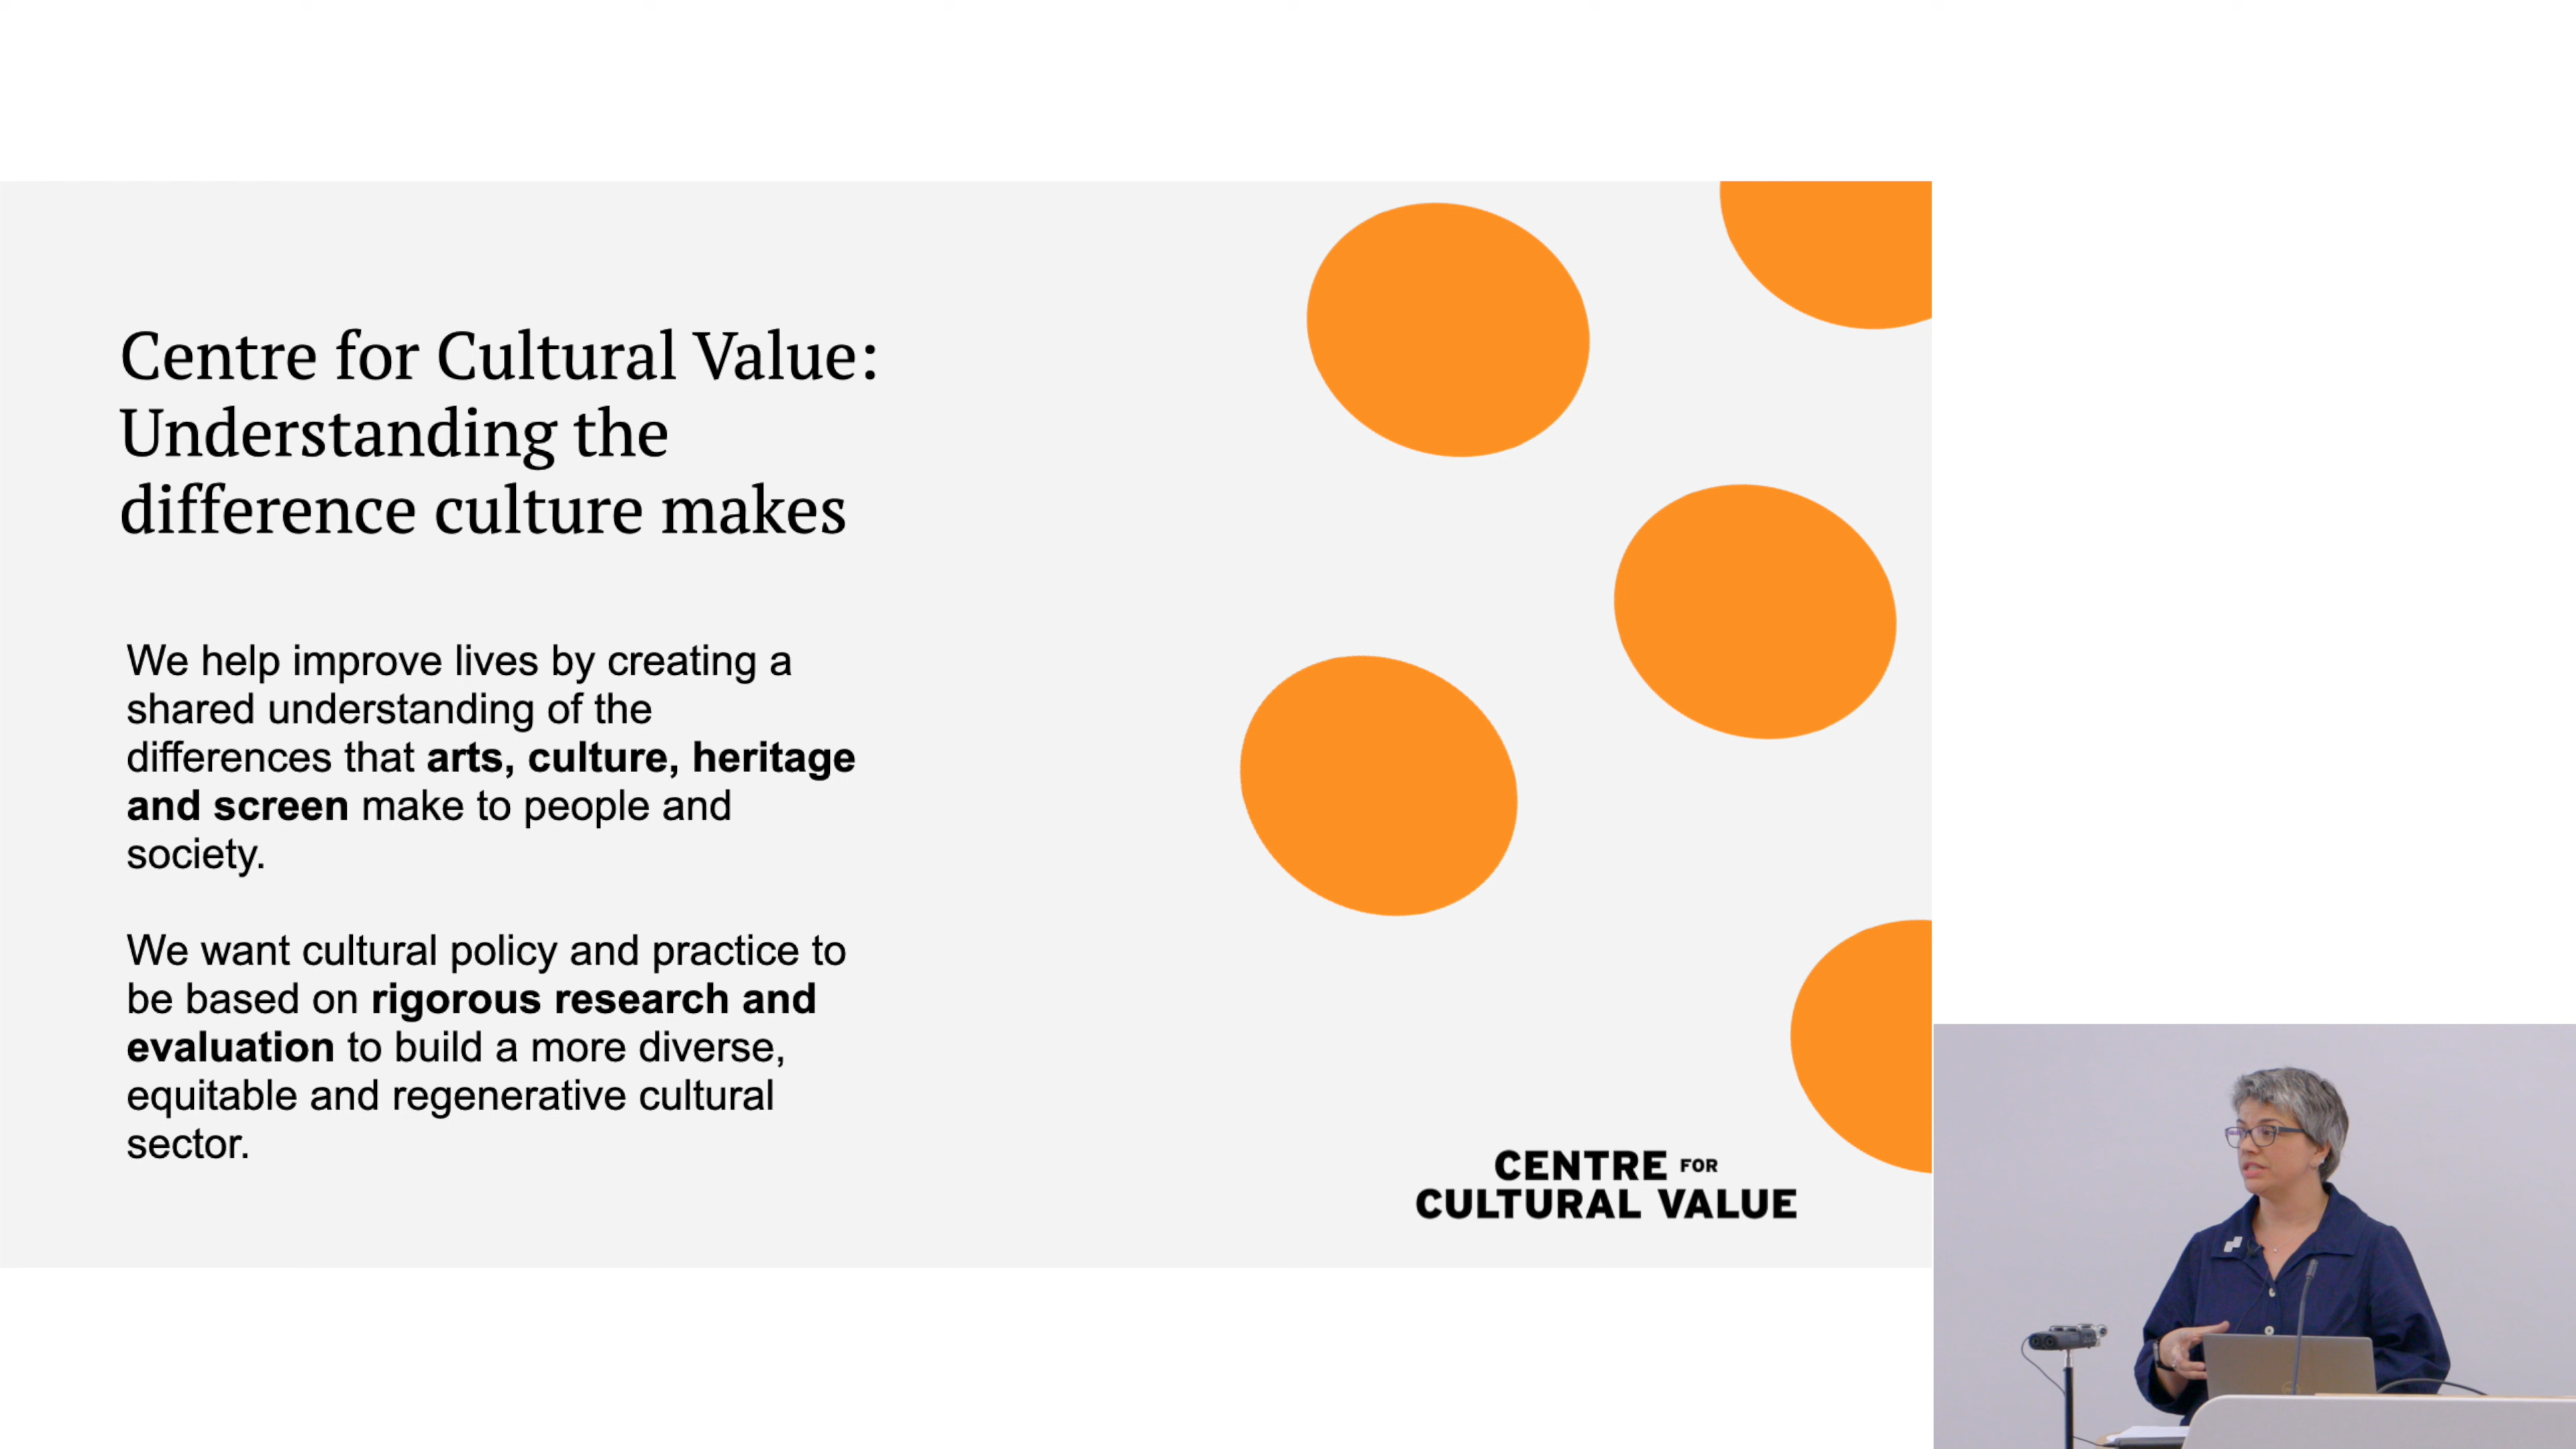 Centre for Cultural Value:
Understanding the
difference culture makes
We help improve lives by creating a
shared understanding of the
differences that arts, culture, heritage
and screen make to people and
society.
We want cultural policy and practice to
be based on rigorous research and
evaluation to build a more diverse,
equitable and regenerative cultural
sector.
CENTRE FOR
CULTURAL VALUE